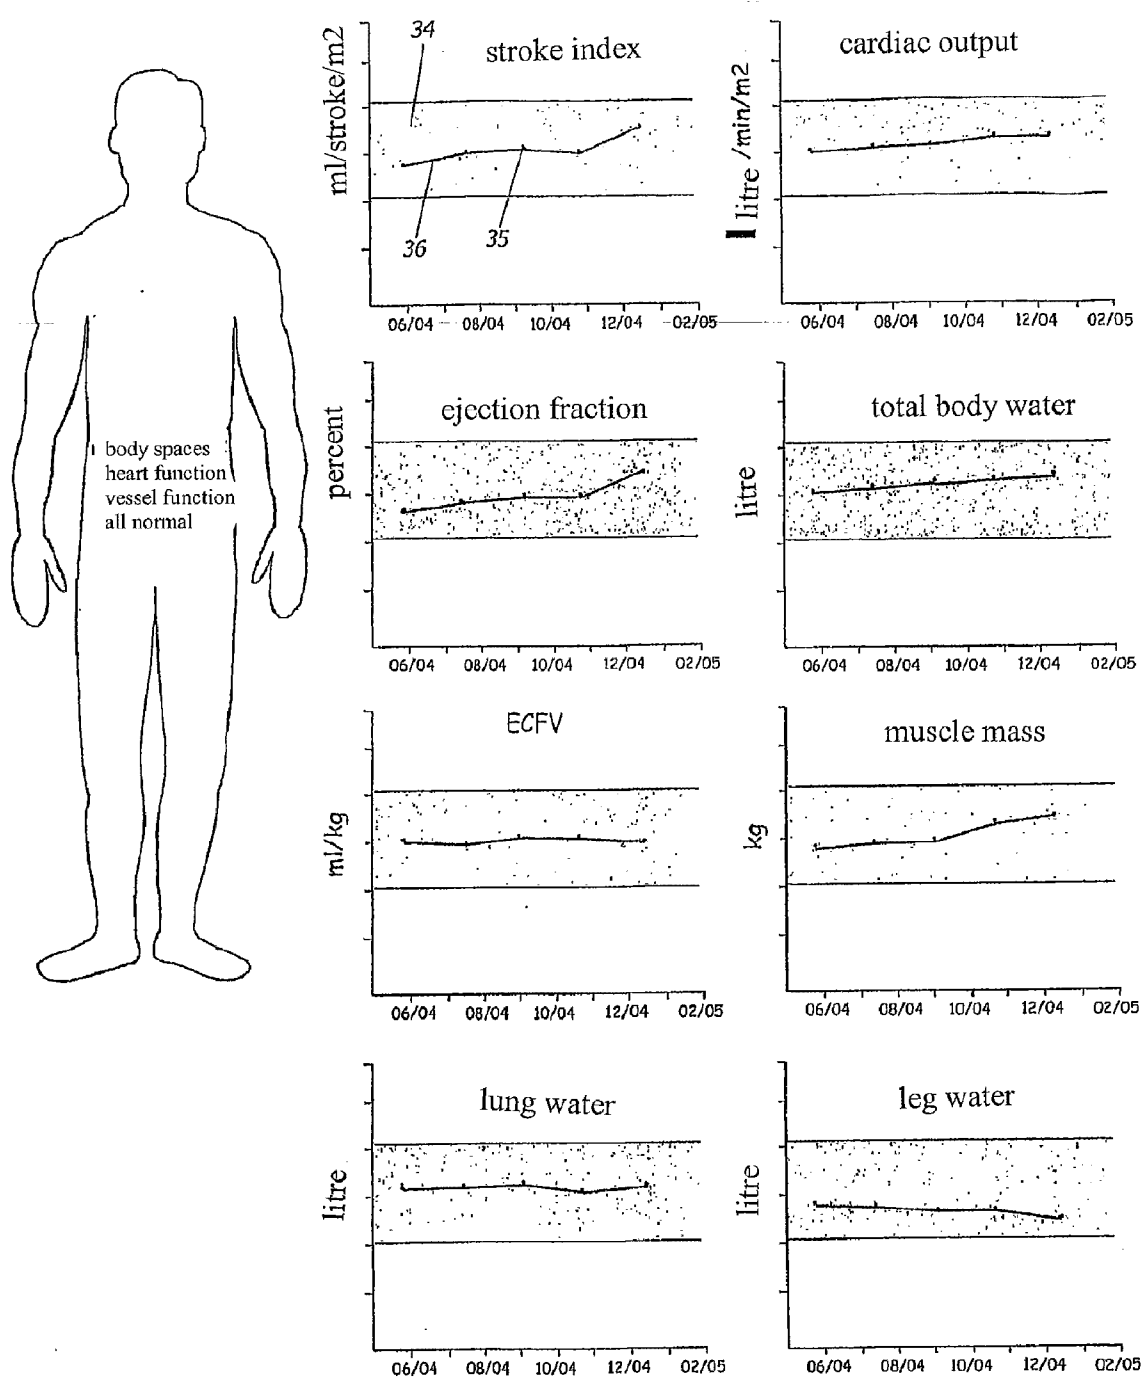 34
stroke index
ml/stroke/m2
36
35
06/04 08/04 10/04 12/04 02/05
cardiac output
litre /min/m2
06/04 08/04 10/04 12/04 02/05
body spaces
heart function
vessel function
all normal
ejection fraction
percent
06/04 08/04 10/04 12/04 02/05
total body water
litre
06/04 08/04 10/04 12/04 02/05
ECFV
ml/kg
06/04 08/04 10/04 12/04 02/05
muscle mass
kg
06/04 08/04 10/04 12/04 02/05
lung water
litre
06/04 08/04 10/04 12/04 02/05
leg water
litre
06/04 08/04 10/04 12/04 02/05